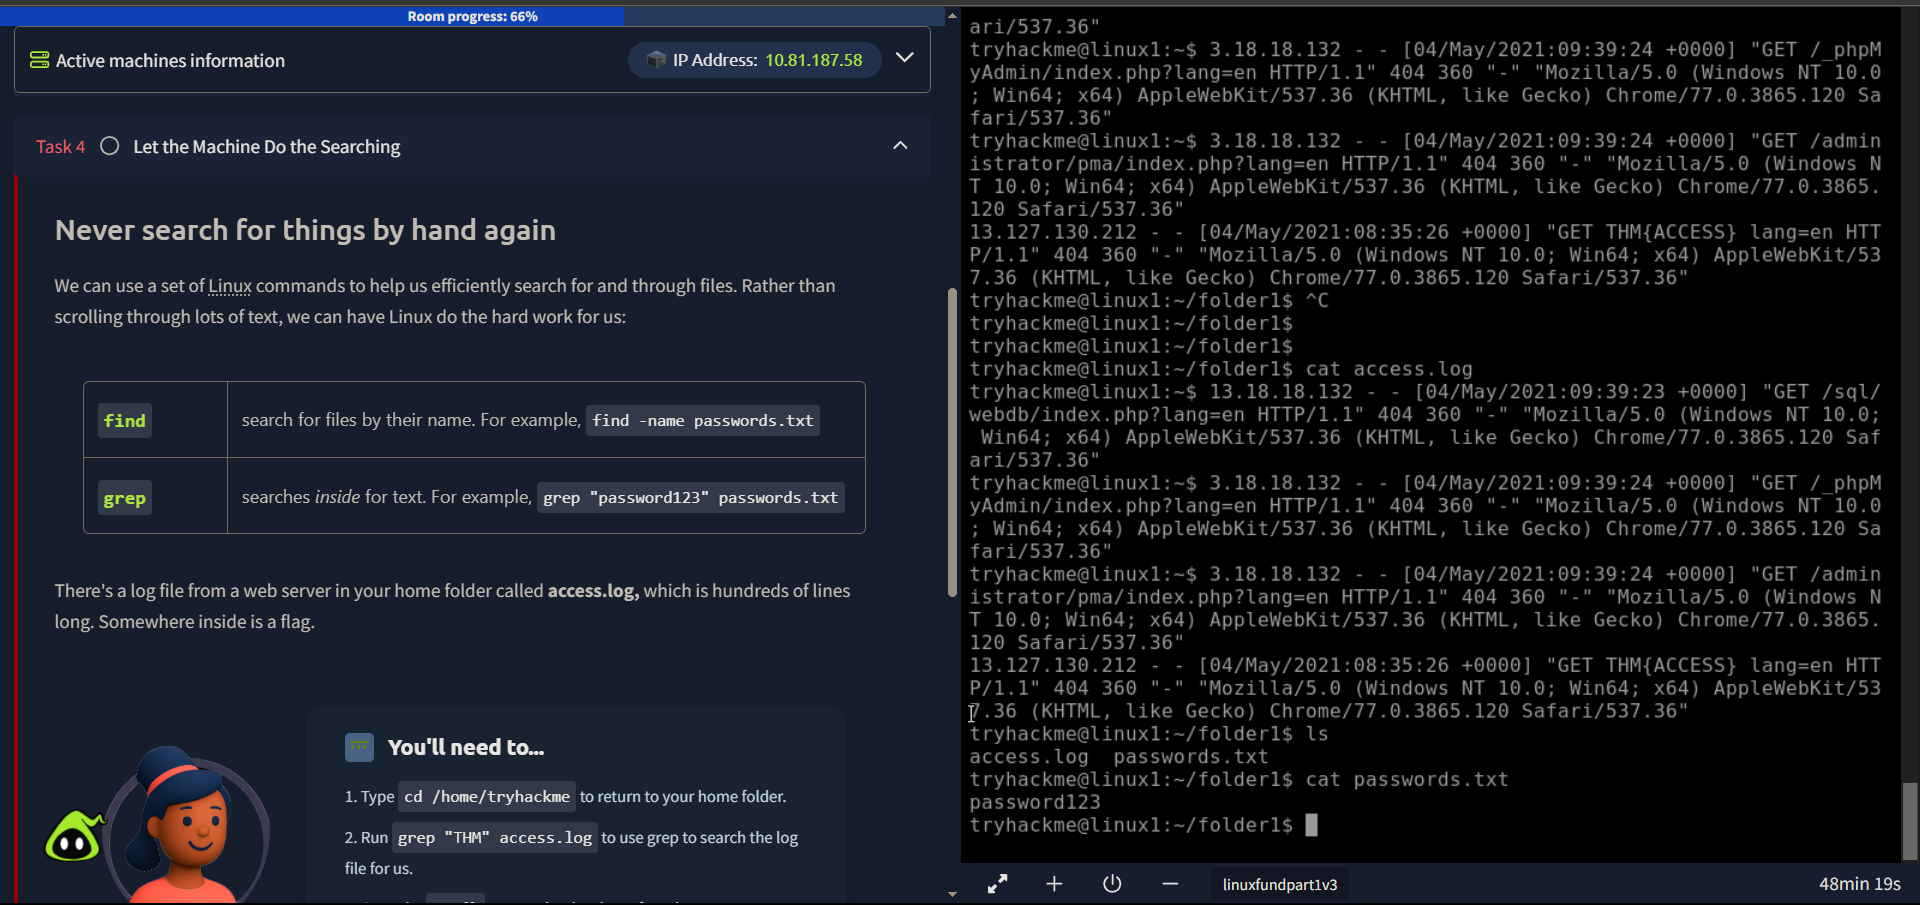 Room progress: 66%
Active machines information
IP Address: 10.81.187.58
Task 4 Let the Machine Do the Searching
Never search for things by hand again
We can use a set of Linux commands to help us efficiently search for and through files. Rather than
scrolling through lots of text, we can have Linux do the hard work for us:
find search for files by their name. For example, find -name passwords.txt
grep searches inside for text. For example, grep "password123" passwords.txt
There's a log file from a web server in your home folder called access.log, which is hundreds of lines
long. Somewhere inside is a flag.
You'll need to...
1. Type cd /home/tryhackme to return to your home folder.
2. Run grep "THM" access.log to use grep to search the log
file for us.
ari/537.36"
tryhackme@linux1:~$ 3.18.18.132 - - [04/May/2021:09:39:24 +0000] "GET /_phpM
yAdmin/index.php?lang=en HTTP/1.1" 404 360 "-" "Mozilla/5.0 (Windows NT 10.0
; Win64; x64) AppleWebKit/537.36 (KHTML, like Gecko) Chrome/77.0.3865.120 Sa
fari/537.36"
tryhackme@linux1:~$ 3.18.18.132 - - [04/May/2021:09:39:24 +0000] "GET /admin
istrator/pma/index.php?lang=en HTTP/1.1" 404 360 "-" "Mozilla/5.0 (Windows N
T 10.0; Win64; x64) AppleWebKit/537.36 (KHTML, like Gecko) Chrome/77.0.3865.
120 Safari/537.36"
13.127.130.212 - - [04/May/2021:08:35:26 +0000] "GET THM{ACCESS} lang=en HTT
P/1.1" 404 360 "-" "Mozilla/5.0 (Windows NT 10.0; Win64; x64) AppleWebKit/53
7.36 (KHTML, like Gecko) Chrome/77.0.3865.120 Safari/537.36"
tryhackme@linux1:~/folder1$ ^C
tryhackme@linux1:~/folder1$
tryhackme@linux1:~/folder1$
tryhackme@linux1:~/folder1$ cat access.log
tryhackme@linux1:~$ 13.18.18.132 - - [04/May/2021:09:39:23 +0000] "GET /sql/
webdb/index.php?lang=en HTTP/1.1" 404 360 "-" "Mozilla/5.0 (Windows NT 10.0;
Win64; x64) AppleWebKit/537.36 (KHTML, like Gecko) Chrome/77.0.3865.120 Saf
ari/537.36"
tryhackme@linux1:~$ 3.18.18.132 - - [04/May/2021:09:39:24 +0000] "GET /_phpM
yAdmin/index.php?lang=en HTTP/1.1" 404 360 "-" "Mozilla/5.0 (Windows NT 10.0
; Win64; x64) AppleWebKit/537.36 (KHTML, like Gecko) Chrome/77.0.3865.120 Sa
fari/537.36"
tryhackme@linux1:~$ 3.18.18.132 - - [04/May/2021:09:39:24 +0000] "GET /admin
istrator/pma/index.php?lang=en HTTP/1.1" 404 360 "-" "Mozilla/5.0 (Windows N
T 10.0; Win64; x64) AppleWebKit/537.36 (KHTML, like Gecko) Chrome/77.0.3865.
120 Safari/537.36"
13.127.130.212 - - [04/May/2021:08:35:26 +0000] "GET THM{ACCESS} lang=en HTT
P/1.1" 404 360 "-" "Mozilla/5.0 (Windows NT 10.0; Win64; x64) AppleWebKit/53
7.36 (KHTML, like Gecko) Chrome/77.0.3865.120 Safari/537.36"
tryhackme@linux1:~/folder1$ ls
access.log passwords.txt
tryhackme@linux1:~/folder1$ cat passwords.txt
password123
tryhackme@linux1:~/folder1$
linuxfundpart1v3
48min 19s